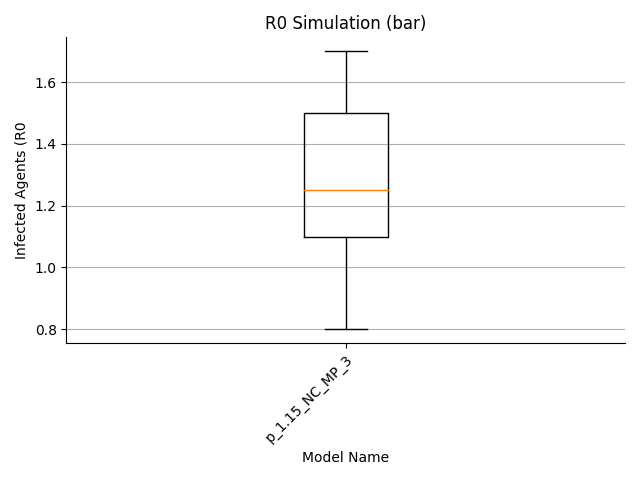 R0 Simulation (bar)
Infected Agents (R0
1.6
1.4
1.2
1.0
0.8
p_1.15_NC_MP_3
Model Name